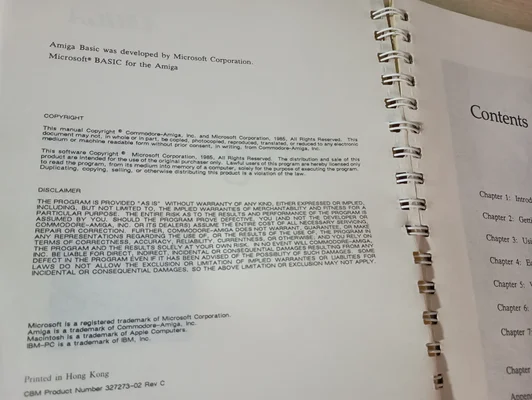 Amiga Basic was developed by Microsoft Corporation.
Microsoft® BASIC for the Amiga
COPYRIGHT
This manual Copyright © Commodore-Amiga, Inc. and Microsoft Corporation, 1985, All Rights Reserved. This
document may not, in whole or in part, be copied, photocopied, reproduced, translated, or reduced to any electronic
medium or machine readable form without prior consent, in writing, from Commodore-Amiga, Inc.
This software Copyright © Microsoft Corporation, 1985, All Rights Reserved. The distribution and sale of this
product are intended for the use of the original purchaser only. Lawful users of this program are hereby licensed only
to read the program, from its medium into memory of a computer, solely for the purpose of executing the program.
Duplicating, copying, selling, or otherwise distributing this product is a violation of the law.
DISCLAIMER
THE PROGRAM IS PROVIDED "AS IS" WITHOUT WARRANTY OF ANY KIND, EITHER EXPRESSED OR IMPLIED,
INCLUDING, BUT NOT LIMITED TO, THE IMPLIED WARRANTIES OF MERCHANTABILITY AND FITNESS FOR A
PARTICULAR PURPOSE. THE ENTIRE RISK AS TO THE RESULTS AND PERFORMANCE OF THE PROGRAM IS
ASSUMED BY YOU. SHOULD THE PROGRAM PROVE DEFECTIVE, YOU (AND NOT THE DEVELOPER OR
COMMODORE-AMIGA, INC. OR ITS DEALERS) ASSUME THE ENTIRE COST OF ALL NECESSARY SERVICING,
REPAIR OR CORRECTION. FURTHER, COMMODORE-AMIGA DOES NOT WARRANT, GUARANTEE, OR MAKE
ANY REPRESENTATIONS REGARDING THE USE OF, OR THE RESULTS OF THE USE OF, THE PROGRAM IN
TERMS OF CORRECTNESS, ACCURACY, RELIABILITY, CURRENTNESS, OR OTHERWISE; AND YOU RELY ON
THE PROGRAM AND THE RESULTS SOLELY AT YOUR OWN RISK. IN NO EVENT WILL COMMODORE-AMIGA,
INC. BE LIABLE FOR DIRECT, INDIRECT, INCIDENTAL OR CONSEQUENTIAL DAMAGES RESULTING FROM ANY
DEFECT IN THE PROGRAM EVEN IF IT HAS BEEN ADVISED OF THE POSSIBILITY OF SUCH DAMAGES. SOME
LAWS DO NOT ALLOW THE EXCLUSION OR LIMITATION OF IMPLIED WARRANTIES OR LIABILITIES FOR
INCIDENTAL OR CONSEQUENTIAL DAMAGES, SO THE ABOVE LIMITATION OR EXCLUSION MAY NOT APPLY.
Microsoft is a registered trademark of Microsoft Corporation.
Amiga is a trademark of Commodore-Amiga, Inc.
Macintosh is a trademark of Apple Computers.
IBM-PC is a trademark of IBM, Inc.
Printed in Hong Kong
CBM Product Number 327273-02 Rev C
Contents
Chapter 1: Introd
Chapter 2: Getti
Chapter 3: Usi
Chapter 4: E
Chapter 5:
Chapter 6:
Chapter 7:
Chapter
Chapter